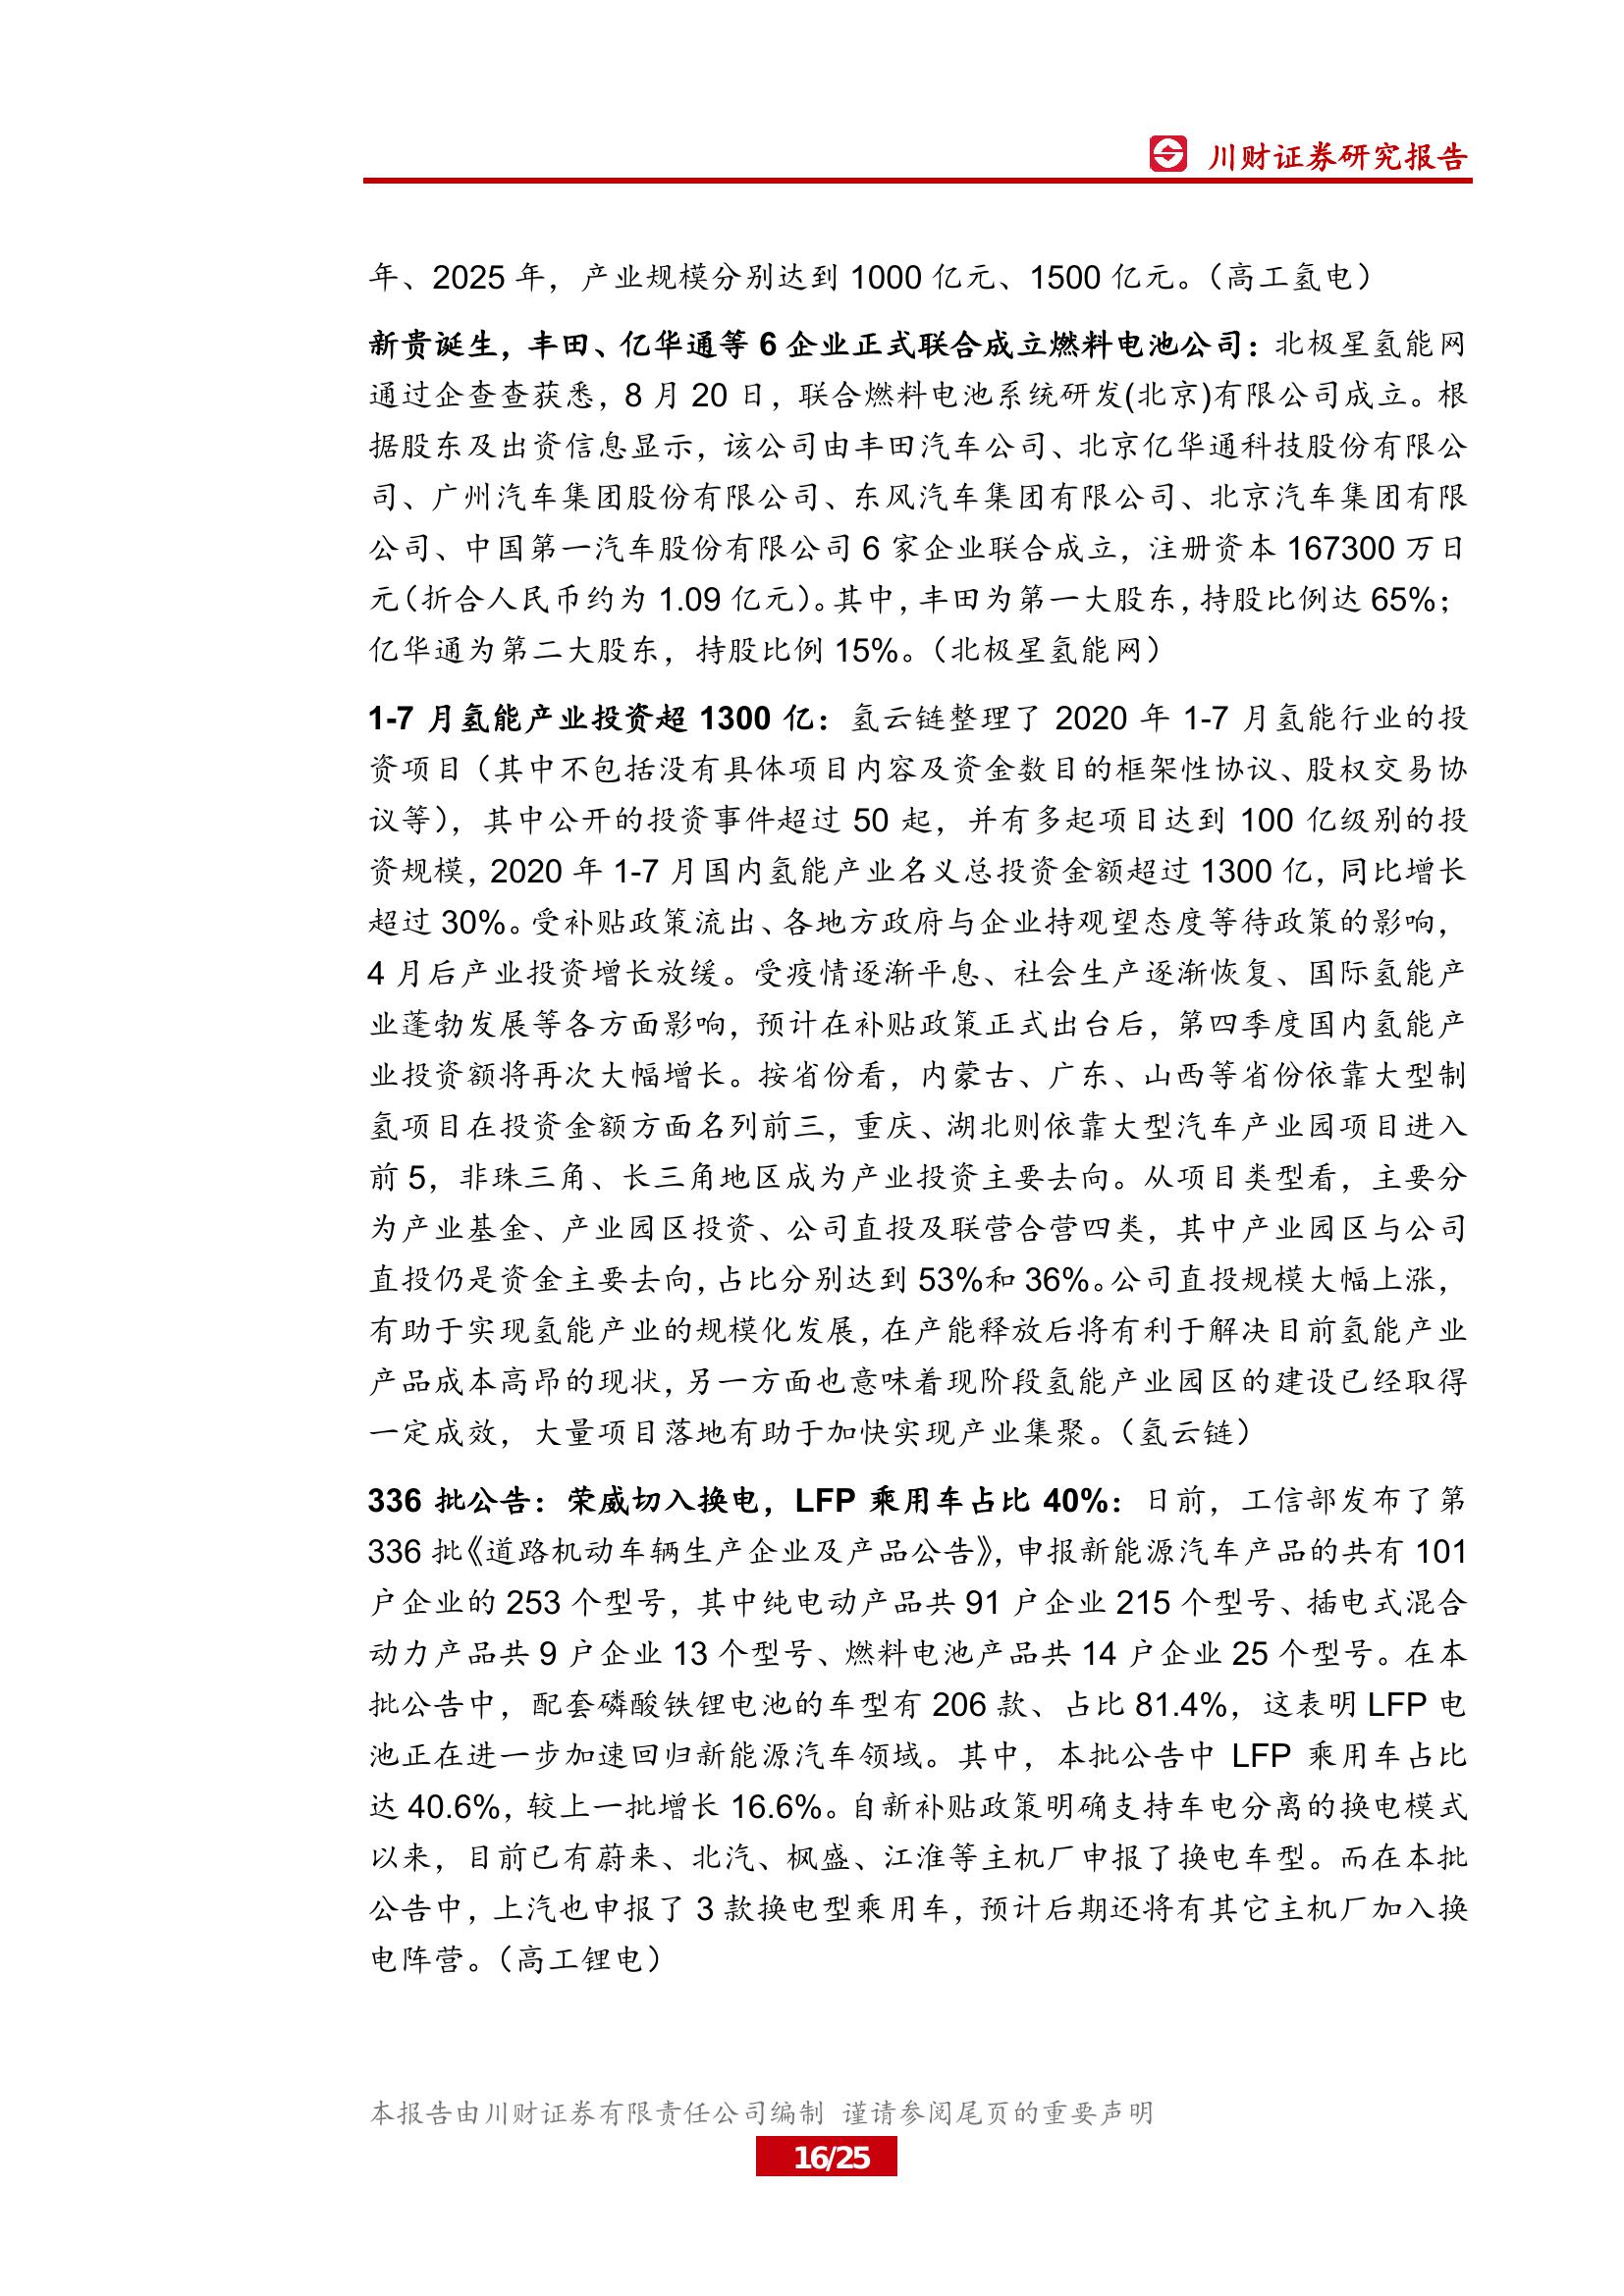 川财证券研究报告
年、2025 年，产业规模分别达到 1000 亿元、1500 亿元。（高工氢电）
新贵诞生，丰田、亿华通等 6 企业正式联合成立燃料电池公司：北极星氢能网
通过企查查获悉，8 月 20 日，联合燃料电池系统研发(北京)有限公司成立。根
据股东及出资信息显示，该公司由丰田汽车公司、北京亿华通科技股份有限公
司、广州汽车集团股份有限公司、东风汽车集团有限公司、北京汽车集团有限
公司、中国第一汽车股份有限公司 6 家企业联合成立，注册资本 167300 万日
元（折合人民币约为 1.09 亿元）。其中，丰田为第一大股东，持股比例达 65%；
亿华通为第二大股东，持股比例 15%。（北极星氢能网）
1-7 月氢能产业投资超 1300 亿：氢云链整理了 2020 年 1-7 月氢能行业的投
资项目（其中不包括没有具体项目内容及资金数目的框架性协议、股权交易协
议等），其中公开的投资事件超过 50 起，并有多起项目达到 100 亿级别的投
资规模，2020 年 1-7 月国内氢能产业名义总投资金额超过 1300 亿，同比增长
超过 30%。受补贴政策流出、各地方政府与企业持观望态度等待政策的影响，
4 月后产业投资增长放缓。受疫情逐渐平息、社会生产逐渐恢复、国际氢能产
业蓬勃发展等各方面影响，预计在补贴政策正式出台后，第四季度国内氢能产
业投资额将再次大幅增长。按省份看，内蒙古、广东、山西等省份依靠大型制
氢项目在投资金额方面名列前三，重庆、湖北则依靠大型汽车产业园项目进入
前 5，非珠三角、长三角地区成为产业投资主要去向。从项目类型看，主要分
为产业基金、产业园区投资、公司直投及联营合营四类，其中产业园区与公司
直投仍是资金主要去向，占比分别达到 53%和 36%。公司直投规模大幅上涨，
有助于实现氢能产业的规模化发展，在产能释放后将有利于解决目前氢能产业
产品成本高昂的现状，另一方面也意味着现阶段氢能产业园区的建设已经取得
一定成效，大量项目落地有助于加快实现产业集聚。（氢云链）
336 批公告：荣威切入换电，LFP 乘用车占比 40%：日前，工信部发布了第
336 批《道路机动车辆生产企业及产品公告》，申报新能源汽车产品的共有 101
户企业的 253 个型号，其中纯电动产品共 91 户企业 215 个型号、插电式混合
动力产品共 9 户企业 13 个型号、燃料电池产品共 14 户企业 25 个型号。在本
批公告中，配套磷酸铁锂电池的车型有 206 款、占比 81.4%，这表明 LFP 电
池正在进一步加速回归新能源汽车领域。其中，本批公告中 LFP 乘用车占比
达 40.6%，较上一批增长 16.6%。自新补贴政策明确支持车电分离的换电模式
以来，目前已有蔚来、北汽、枫盛、江淮等主机厂申报了换电车型。而在本批
公告中，上汽也申报了 3 款换电型乘用车，预计后期还将有其它主机厂加入换
电阵营。（高工锂电）
本报告由川财证券有限责任公司编制 谨请参阅尾页的重要声明
16/25